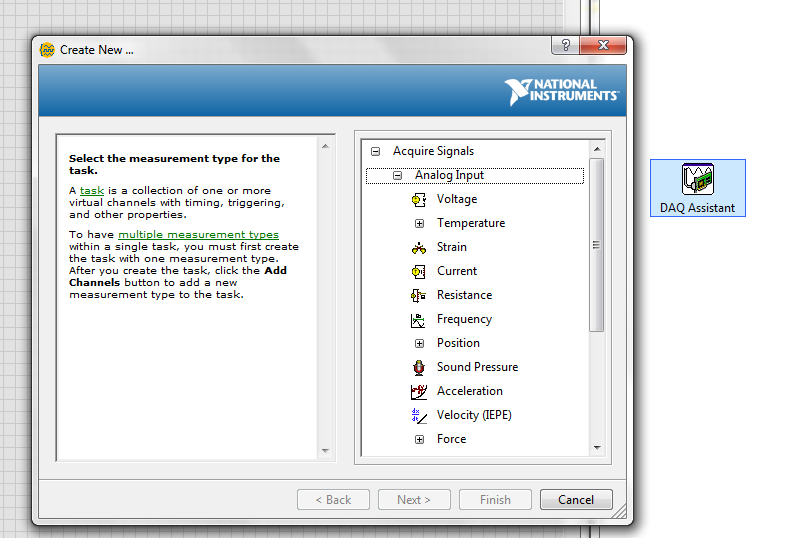 Create New ...
NATIONAL
INSTRUMENTS
Select the measurement type for the
task.
A task is a collection of one or more
virtual channels with timing, triggering,
and other properties.
To have multiple measurement types
within a single task, you must first create
the task with one measurement type.
After you create the task, click the Add
Channels button to add a new
measurement type to the task.
Acquire Signals
Analog Input
Voltage
Temperature
Strain
Current
Resistance
Frequency
Position
Sound Pressure
Acceleration
Velocity (IEPE)
Force
< Back
Next >
Finish
Cancel
DAQ Assistant